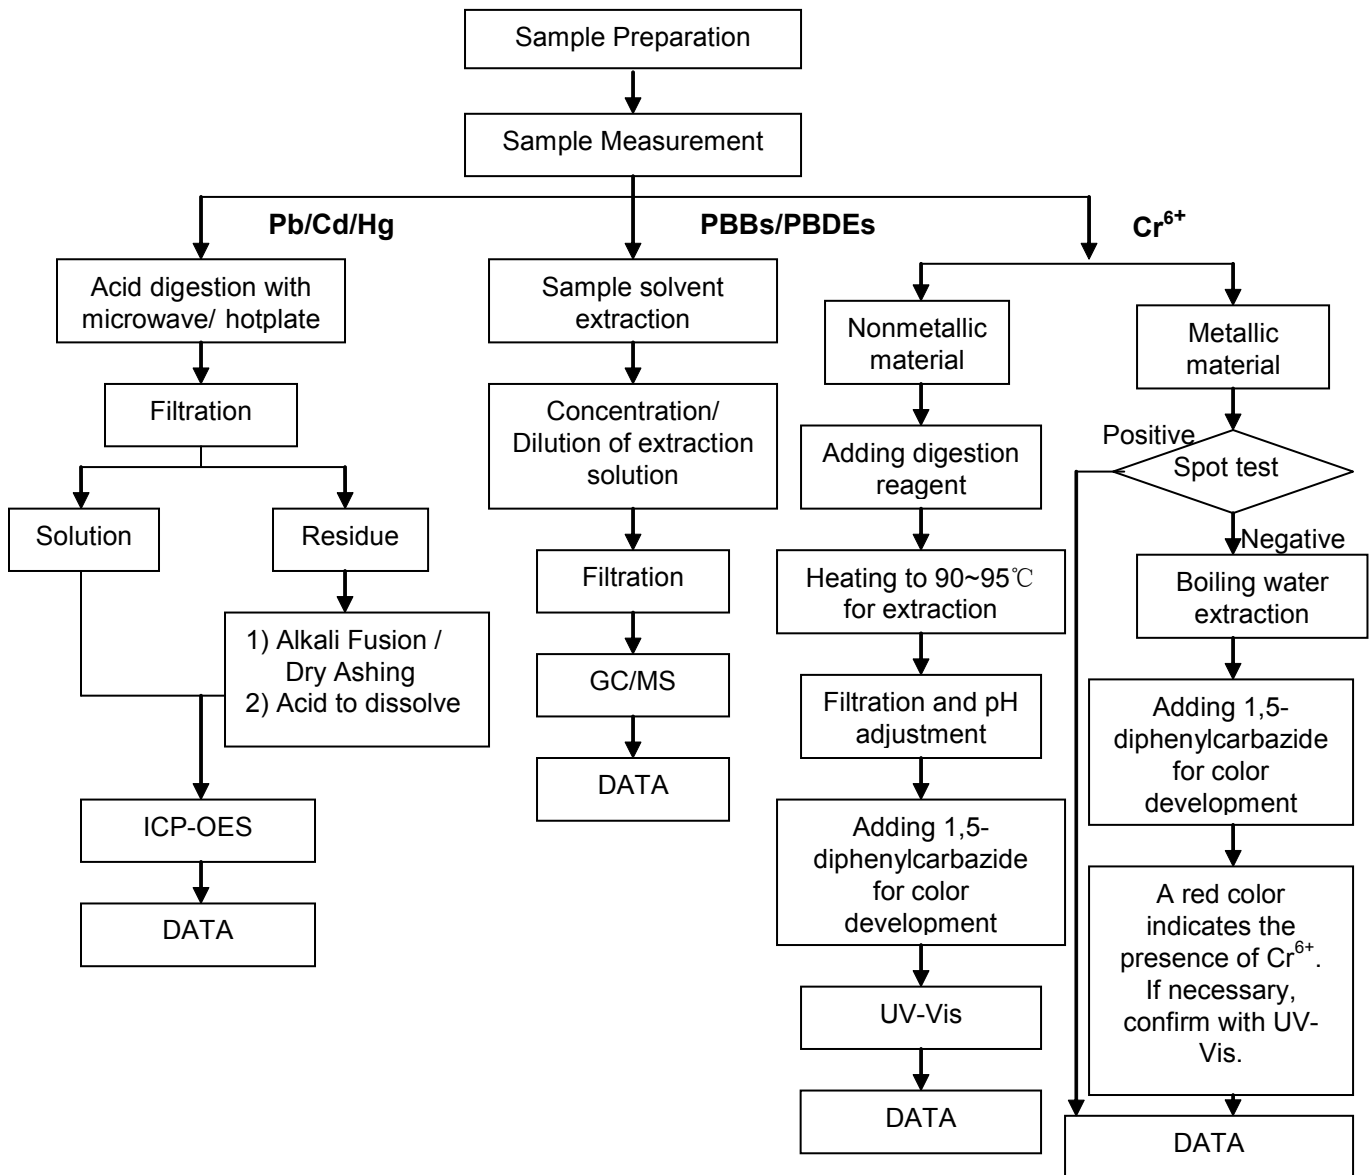 Sample Preparation
Sample Measurement
Pb/Cd/Hg
PBBs/PBDEs
Cr⁶⁺
Acid digestion with
microwave/ hotplate
Filtration
Solution
Residue
1) Alkali Fusion /
Dry Ashing
2) Acid to dissolve
ICP-OES
DATA
Sample solvent
extraction
Concentration/
Dilution of extraction
solution
Filtration
GC/MS
DATA
Nonmetallic
material
Adding digestion
reagent
Heating to 90~95℃
for extraction
Filtration and pH
adjustment
Adding 1,5-
diphenylcarbazide
for color
development
UV-Vis
DATA
Metallic
material
Positive
Spot test
Negative
Boiling water
extraction
Adding 1,5-
diphenylcarbazide
for color
development
A red color
indicates the
presence of Cr⁶⁺.
If necessary,
confirm with UV-
Vis.
DATA